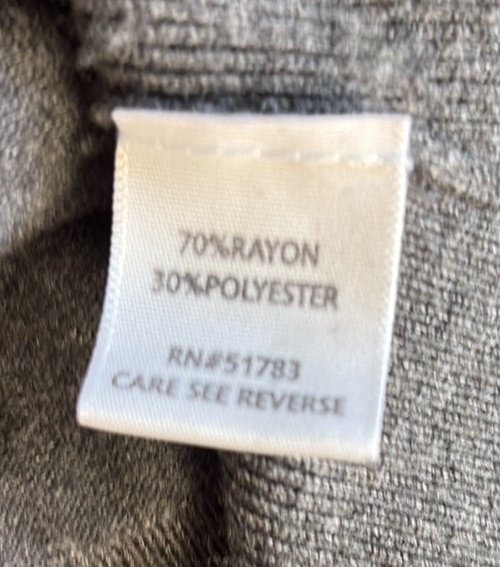 70%RAYON
30%POLYESTER
RN#51783
CARE SEE REVERSE